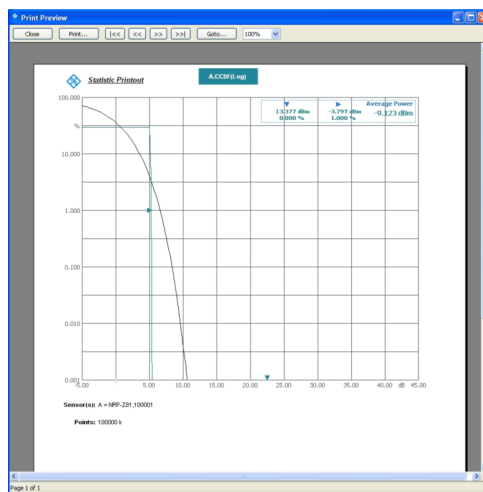 Print Preview
Close Print... |<< << >> >>| Goto... 100%
Statistic Printout A.CCDF(Log)
100.000
%
10.000
1.000
0.100
0.010
0.001
13.377 dBm -3.797 dBm Average Power
0.000 % 1.000 % -9.123 dBm
-5.00 5.00 10.00 15.00 20.00 25.00 30.00 35.00 40.00 dB 45.00
Sensor(s): A = NRP-Z81,100001
Points: 100000 k
Page 1 of 1